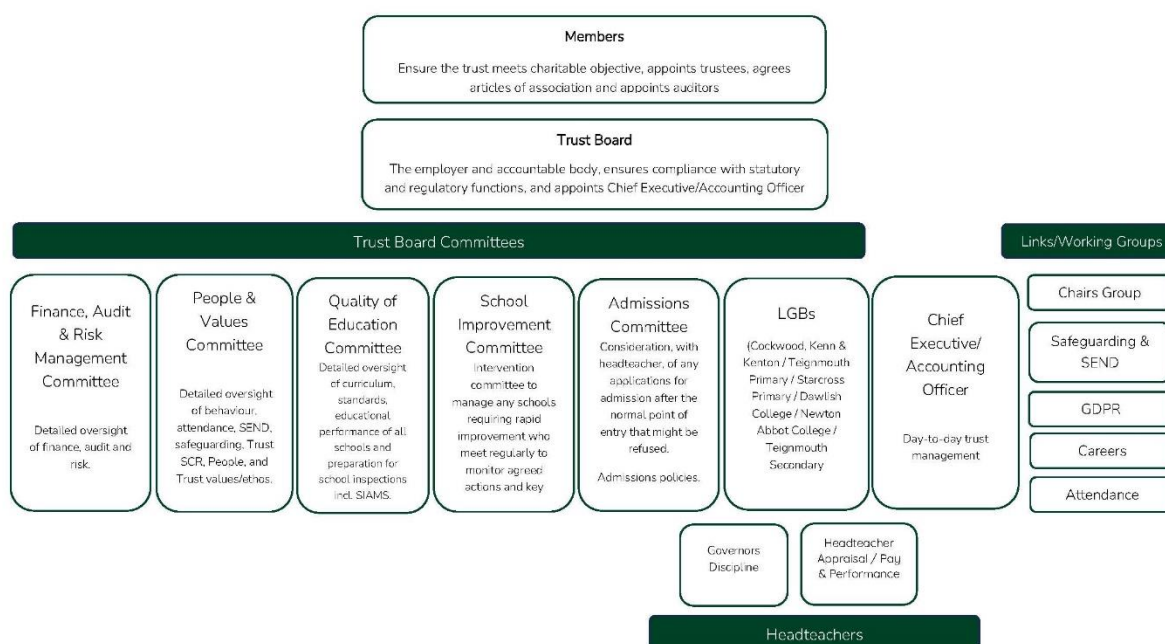 Members
Ensure the trust meets charitable objective, appoints trustees, agrees
articles of association and appoints auditors
Trust Board
The employer and accountable body, ensures compliance with statutory
and regulatory functions, and appoints Chief Executive/Accounting Officer
Trust Board Committees
Links/Working Groups
Finance, Audit
& Risk
Management
Committee
Detailed oversight
of finance, audit and
risk.
People &
Values
Committee
Detailed oversight
of behaviour,
attendance, SEND,
safeguarding, Trust
SCR, People, and
Trust values/ethos.
Quality of
Education
Committee
Detailed oversight
of curriculum,
standards,
educational
performance of all
schools and
preparation for
school inspections
incl. SIAMS.
School
Improvement
Committee
Intervention
committee to
manage any schools
requiring rapid
improvement who
meet regularly to
monitor agreed
actions and key
Admissions
Committee
Consideration, with
headteacher, of any
applications for
admission after the
normal point of
entry that might be
refused.
Admissions policies.
LGBs
(Cockwood, Kenn &
Kenton / Teignmouth
Primary / Starcross
Primary / Dawlish
College / Newton
Abbot College /
Teignmouth
Secondary
Chief
Executive/
Accounting
Officer
Day-to-day trust
management
Chairs Group
Safeguarding &
SEND
GDPR
Careers
Attendance
Governors
Discipline
Headteacher
Appraisal / Pay
& Performance
Headteachers